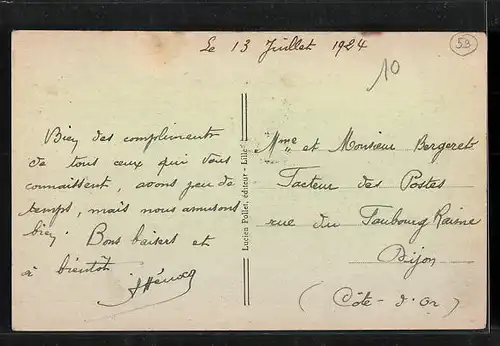 Le 13 Juillet 1924
53
10
Bien des compliments
de tous ceux qui vous
connaissent, avons peu de
temps, mais nous amusons
bien. Bons baisers et
à bientôt
Lucien Pollet, éditeur - Lille
Mme et Monsieur Bergeret
Facteur des Postes
rue du Faubourg Raisne
Dijon
(Côte-d'Or)